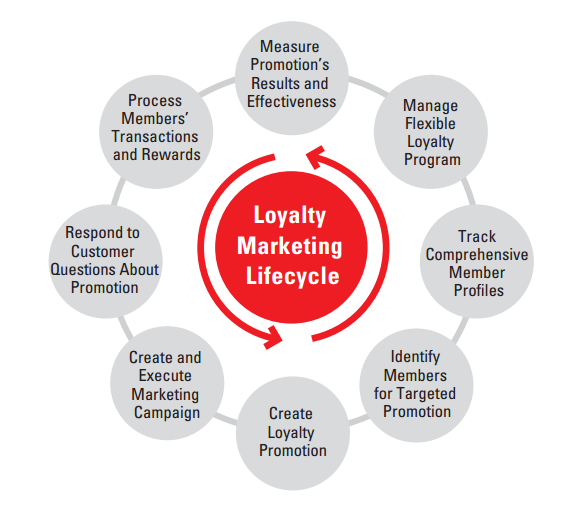 Measure
Promotion's
Results and
Effectiveness
Manage
Flexible
Loyalty
Program
Track
Comprehensive
Member
Profiles
Identify
Members
for Targeted
Promotion
Create
Loyalty
Promotion
Create and
Execute
Marketing
Campaign
Respond to
Customer
Questions About
Promotion
Process
Members'
Transactions
and Rewards
Loyalty
Marketing
Lifecycle